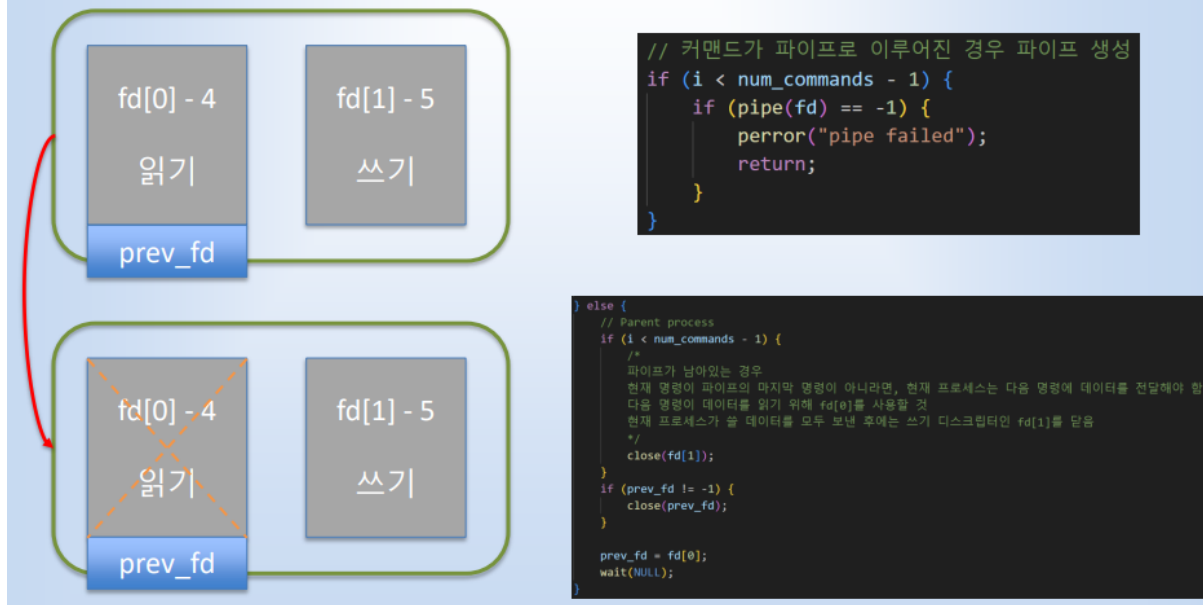 fd[0] - 4
읽기
fd[1] - 5
쓰기
prev_fd
fd[0] - 4
읽기
fd[1] - 5
쓰기
prev_fd
// 커맨드가 파이프로 이루어진 경우 파이프 생성
if (i < num_commands - 1) {
if (pipe(fd) == -1) {
perror("pipe failed");
return;
}
}
} else {
// Parent process
if (i < num_commands - 1) {
/*
파이프가 남아있는 경우
현재 명령이 파이프의 마지막 명령이 아니라면, 현재 프로세스는 다음 명령에 데이터를 전달해야 함
다음 명령이 데이터를 읽기 위해 fd[0]를 사용할 것
현재 프로세스가 쓸 데이터를 모두 보낸 후에는 쓰기 디스크립터인 fd[1]를 닫음
*/
close(fd[1]);
}
if (prev_fd != -1) {
close(prev_fd);
}
prev_fd = fd[0];
wait(NULL);
}